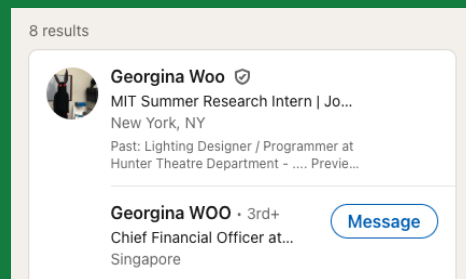 8 results
Georgina Woo
MIT Summer Research Intern | Jo...
New York, NY
Past: Lighting Designer / Programmer at
Hunter Theatre Department - .... Previe...
Georgina WOO • 3rd+
Message
Chief Financial Officer at...
Singapore